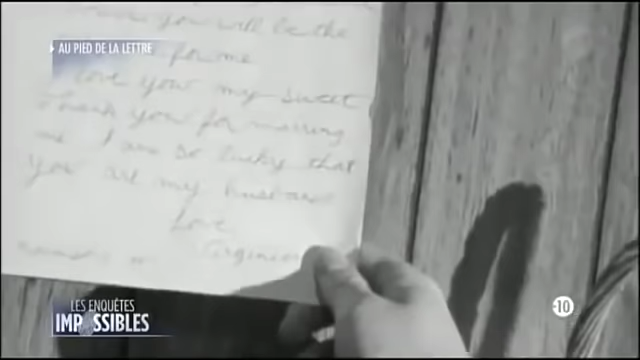 you will be the
AU PIED DE LA LETTRE
for me
I love you my sweet
Thank you for marrying
me I am so lucky that
you are my husband
Love
LES ENQUÊTES
IMPOSSIBLES
-10